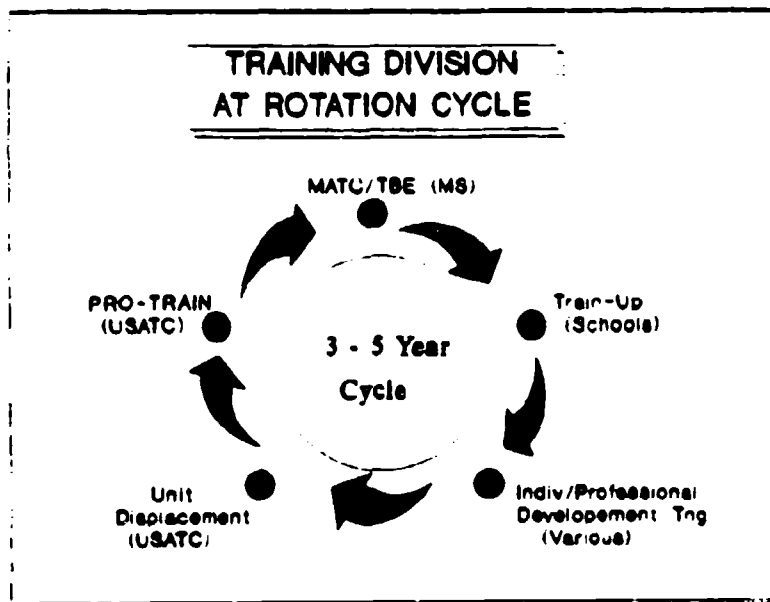 TRAINING DIVISION
AT ROTATION CYCLE
MATC/TBE (MS)
Train-Up
(Schools)
Indiv/Professional
Developement Tng
(Various)
Unit
Displacement
(USATC)
PRO-TRAIN
(USATC)
3 - 5 Year
Cycle